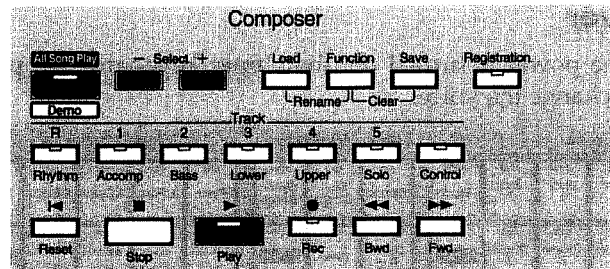 Composer
All Song Play − Select + Load Function Save Registration
Demo Rename Clear
Track
R 1 2 3 4 5
Rhythm Accomp Bass Lower Upper Solo Control
Reset Stop Play Rec Bwd Fwd